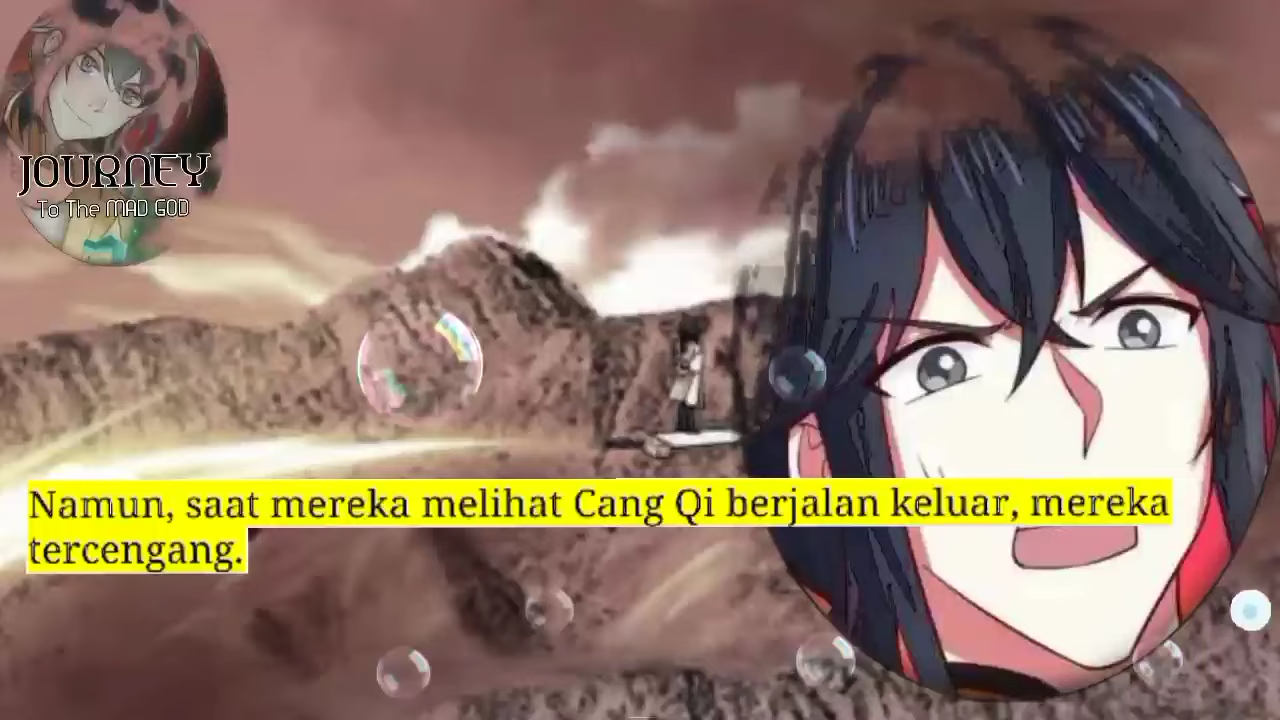 JOURNEY
To The MAD GOD
Namun, saat mereka melihat Cang Qi berjalan keluar, mereka
tercengang.